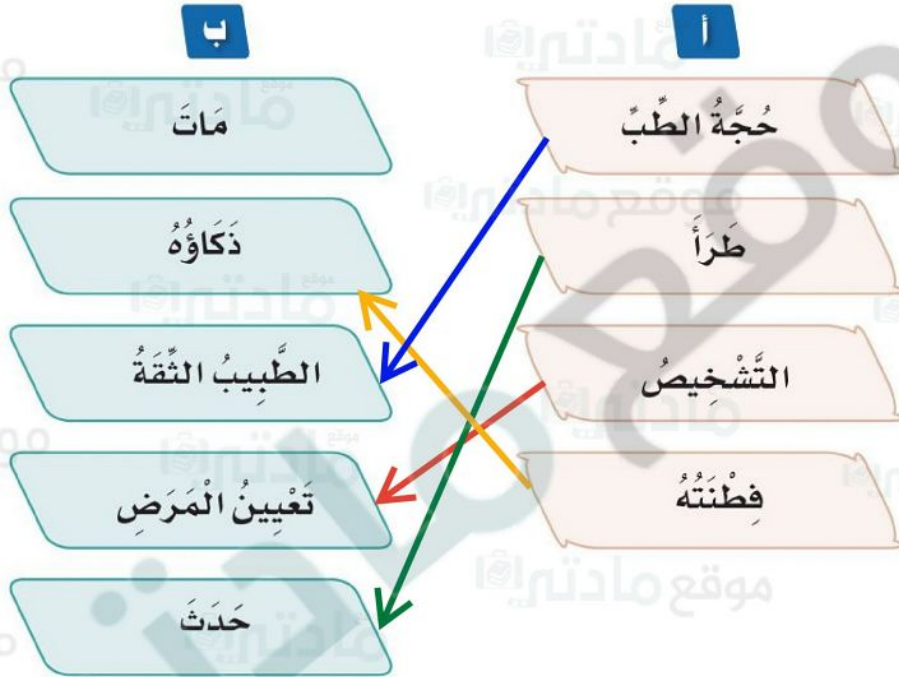 أ
ب
حُجَّةُ الطِّبِّ
مَاتَ
طَرَأَ
ذَكَاؤُهُ
التَّشْخِيصُ
الطَّبِيبُ الثِّقَةُ
فِطْنَتُهُ
تَعْيِينُ الْمَرَضِ
حَدَثَ
موقع مادتي